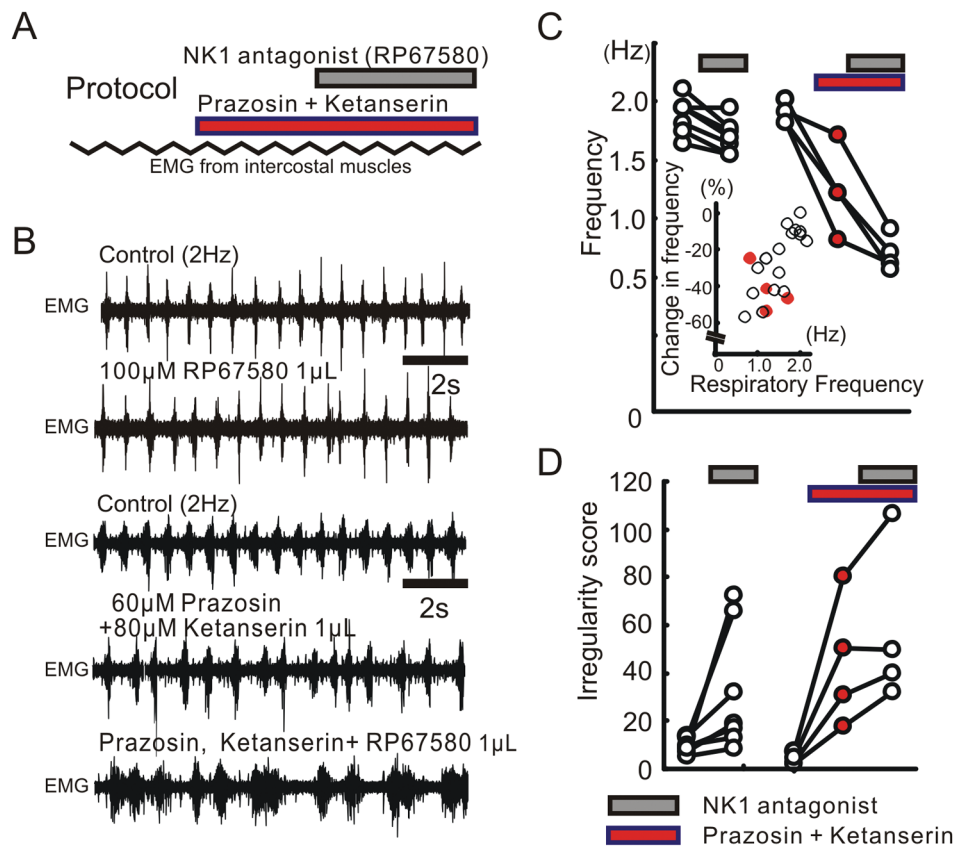 A
NK1 antagonist (RP67580)
Protocol
Prazosin + Ketanserin
EMG from intercostal muscles
B
Control (2Hz)
EMG
2s
100µM RP67580 1µL
EMG
Control (2Hz)
EMG
2s
60µM Prazosin
+80µM Ketanserin 1µL
EMG
Prazosin, Ketanserin+ RP67580 1µL
EMG
C
(Hz)
Frequency
2.0
1.5
1.0
0.5
0
Change in frequency
(%)
0
-20
-40
-60
0
1.0
2.0
(Hz)
Respiratory Frequency
D
Irregularity score
120
100
80
60
40
20
0
NK1 antagonist
Prazosin + Ketanserin